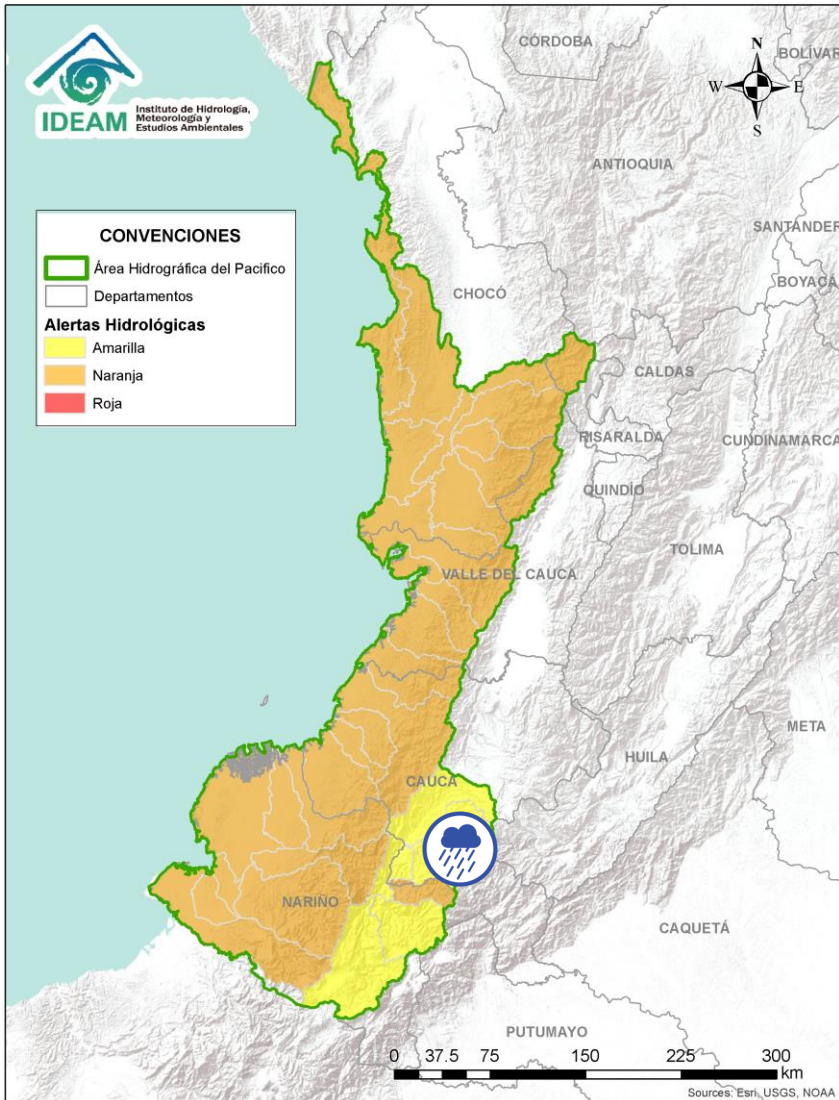 CÓRDOBA
BOLÍVAR
N
W E
S
IDEAM
Instituto de Hidrología,
Meteorología y
Estudios Ambientales
ANTIOQUIA
SANTANDER
CONVENCIONES
Área Hidrográfica del Pacifico
Departamentos
Alertas Hidrológicas
Amarilla
Naranja
Roja
BOYACÁ
CHOCÓ
CALDAS
RISARALDA
CUNDINAMARCA
QUINDÍO
TOLIMA
VALLE DEL CAUCA
META
HUILA
CAUCA
NARIÑO
CAQUETÁ
PUTUMAYO
0 37.5 75 150 225 300
km
Sources: Esri, USGS, NOAA